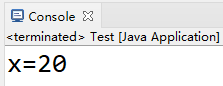 Console
<terminated> Test [Java Application]
x=20